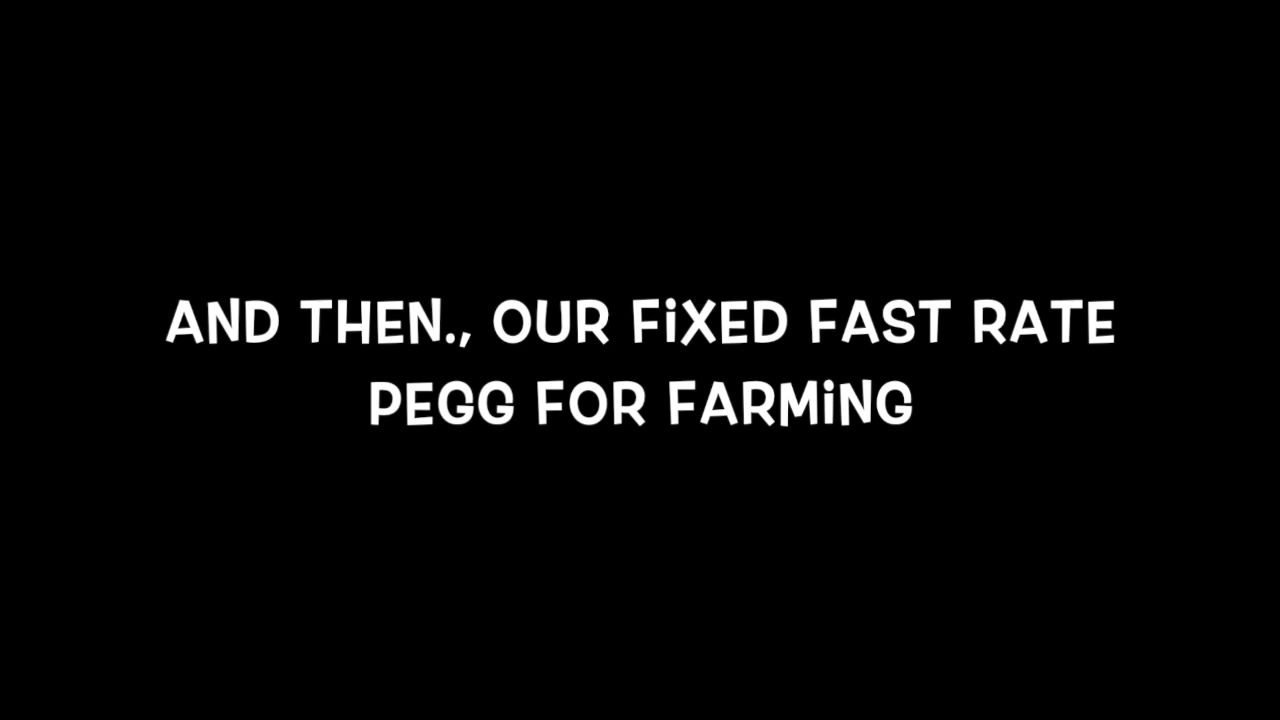 AND THEN., OUR FiXED FAST RATE
PEGG FOR FARMiNG